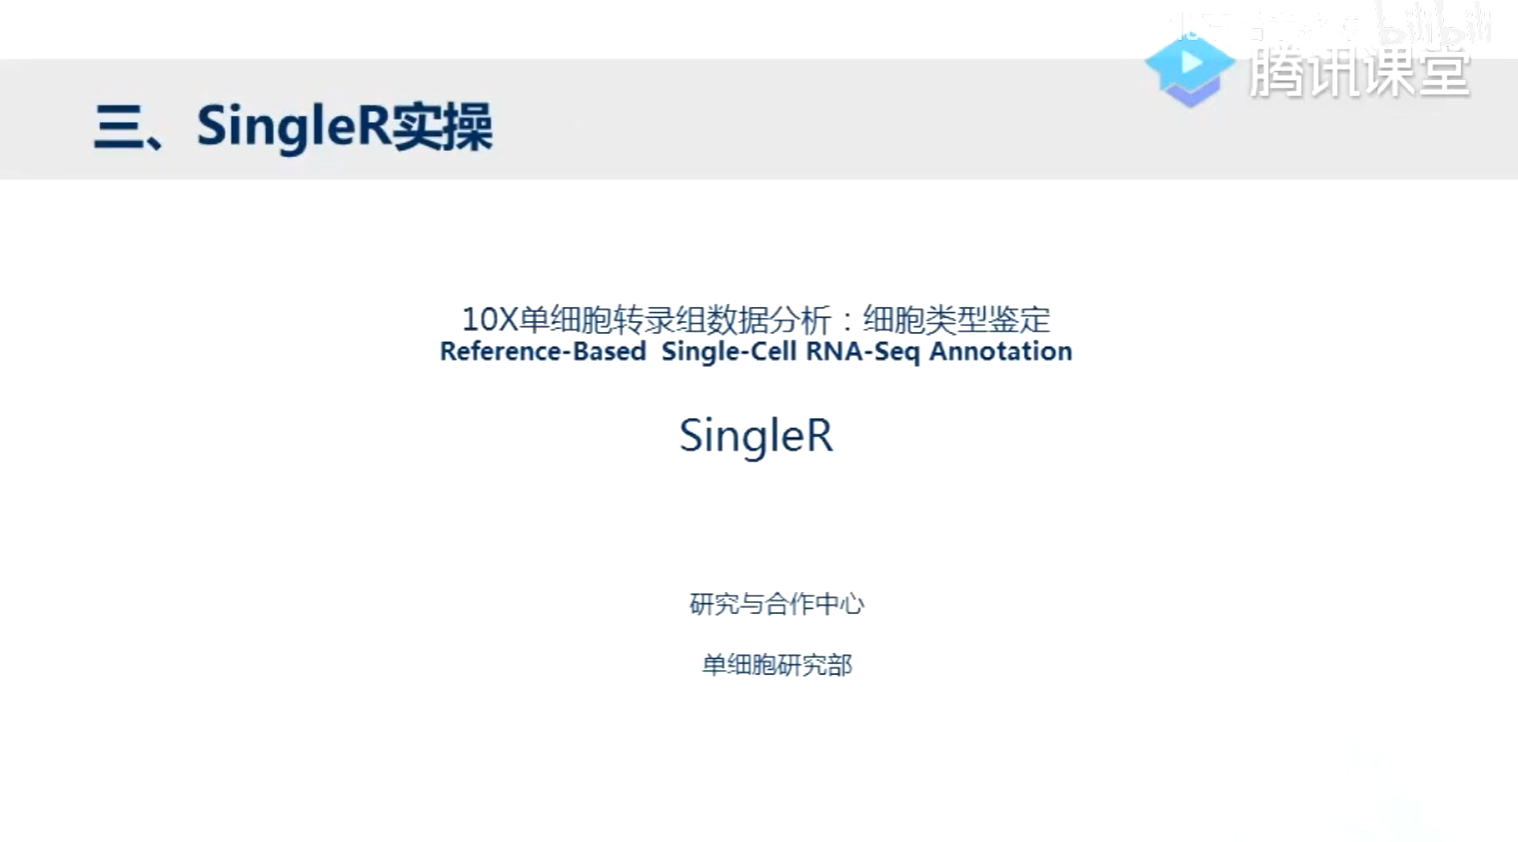 腾讯课堂
三、SingleR实操
10X单细胞转录组数据分析：细胞类型鉴定
Reference-Based Single-Cell RNA-Seq Annotation
SingleR
研究与合作中心
单细胞研究部